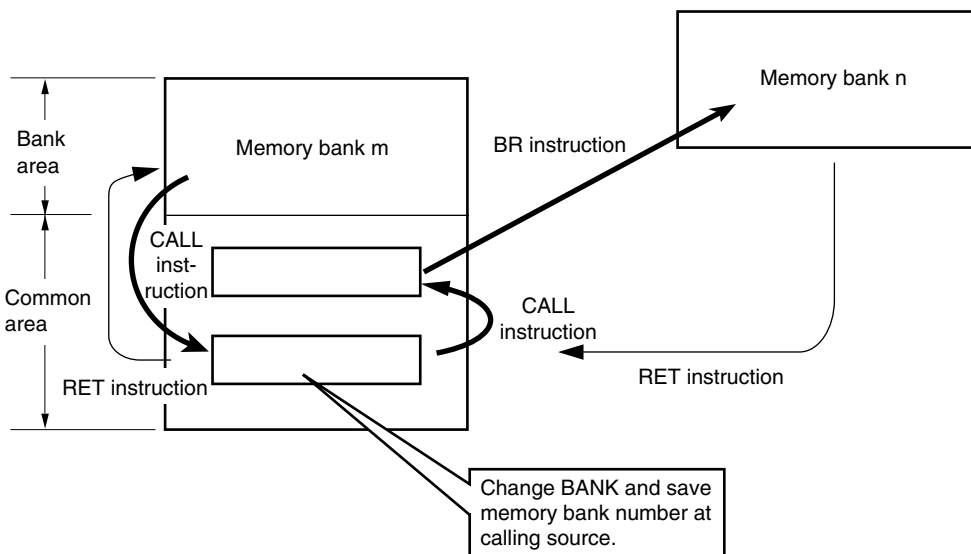 Memory bank n
Bank
area
Memory bank m
BR instruction
CALL
inst-
ruction
Common
area
CALL
instruction
RET instruction
RET instruction
Change BANK and save
memory bank number at
calling source.